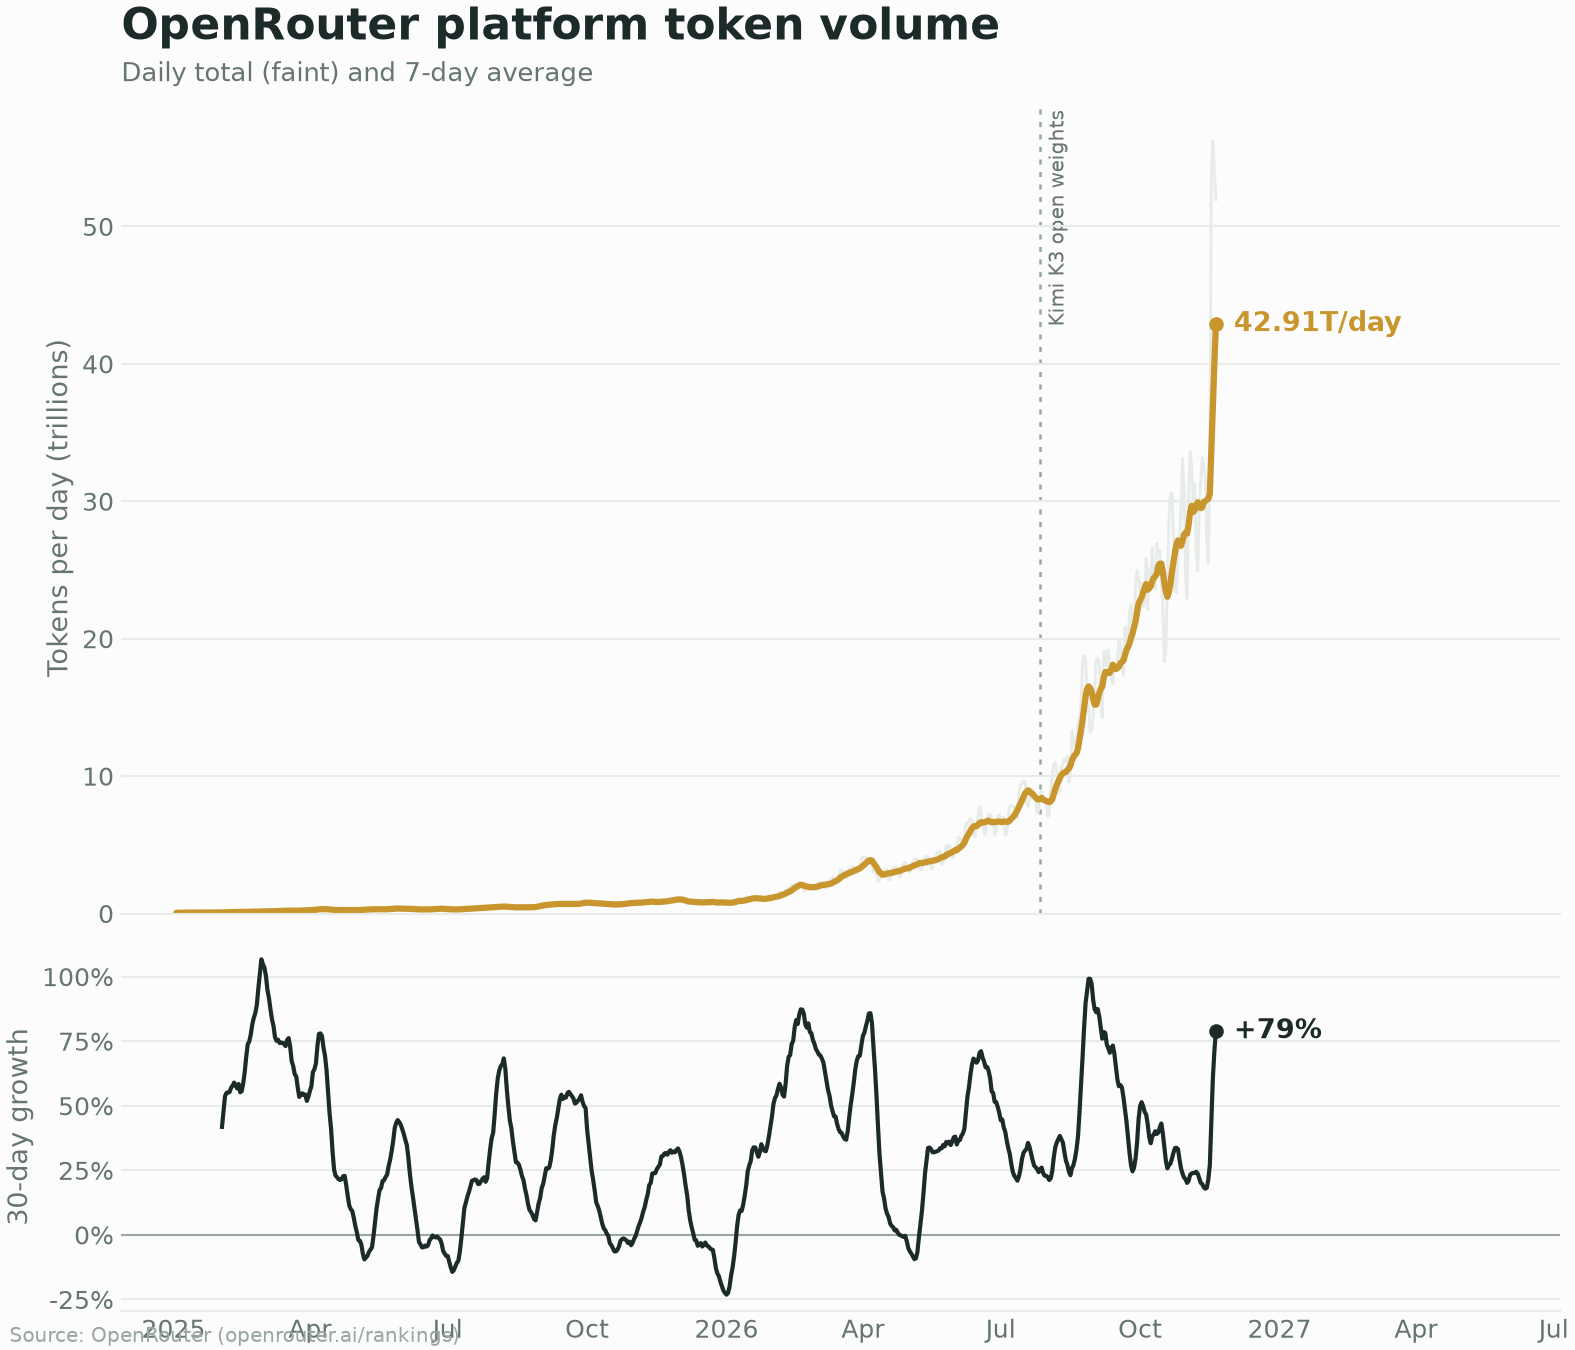 OpenRouter platform token volume
Daily total (faint) and 7-day average
Kimi K3 open weights
Tokens per day (trillions)
50
40
30
20
10
0
42.91T/day
30-day growth
100%
75%
50%
25%
0%
-25%
+79%
2025 Apr Jul Oct 2026 Apr Jul Oct 2027 Apr Jul
Source: OpenRouter (openrouter.ai/rankings)